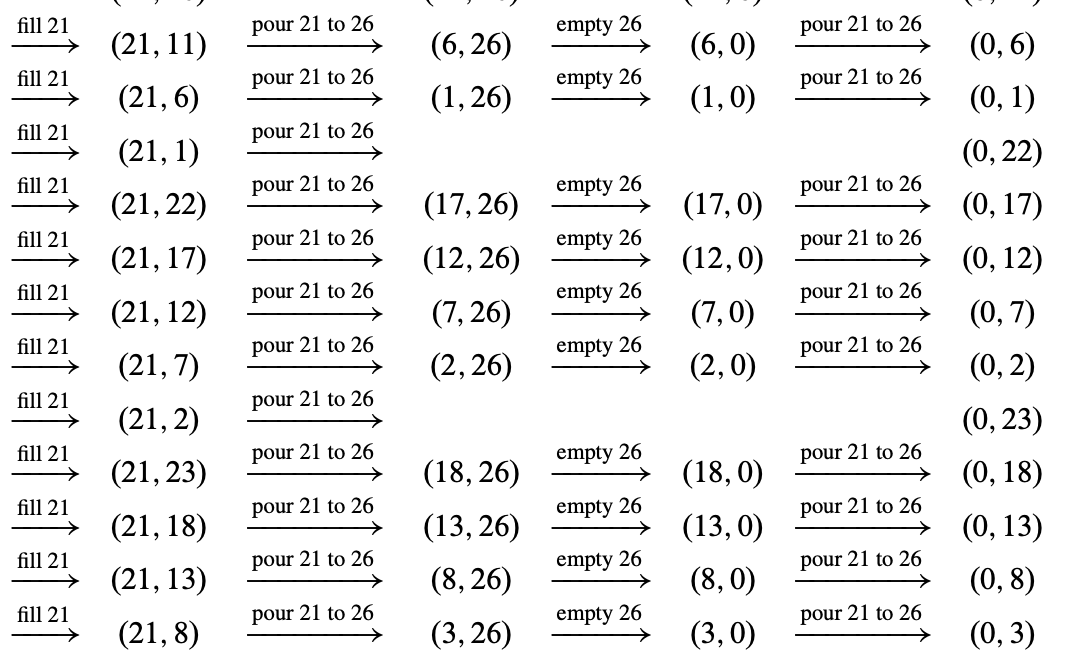 fill 21 ⟶ (21, 11) pour 21 to 26 ⟶ (6, 26) empty 26 ⟶ (6, 0) pour 21 to 26 ⟶ (0, 6)
fill 21 ⟶ (21, 6) pour 21 to 26 ⟶ (1, 26) empty 26 ⟶ (1, 0) pour 21 to 26 ⟶ (0, 1)
fill 21 ⟶ (21, 1) pour 21 to 26 ⟶ (0, 22)
fill 21 ⟶ (21, 22) pour 21 to 26 ⟶ (17, 26) empty 26 ⟶ (17, 0) pour 21 to 26 ⟶ (0, 17)
fill 21 ⟶ (21, 17) pour 21 to 26 ⟶ (12, 26) empty 26 ⟶ (12, 0) pour 21 to 26 ⟶ (0, 12)
fill 21 ⟶ (21, 12) pour 21 to 26 ⟶ (7, 26) empty 26 ⟶ (7, 0) pour 21 to 26 ⟶ (0, 7)
fill 21 ⟶ (21, 7) pour 21 to 26 ⟶ (2, 26) empty 26 ⟶ (2, 0) pour 21 to 26 ⟶ (0, 2)
fill 21 ⟶ (21, 2) pour 21 to 26 ⟶ (0, 23)
fill 21 ⟶ (21, 23) pour 21 to 26 ⟶ (18, 26) empty 26 ⟶ (18, 0) pour 21 to 26 ⟶ (0, 18)
fill 21 ⟶ (21, 18) pour 21 to 26 ⟶ (13, 26) empty 26 ⟶ (13, 0) pour 21 to 26 ⟶ (0, 13)
fill 21 ⟶ (21, 13) pour 21 to 26 ⟶ (8, 26) empty 26 ⟶ (8, 0) pour 21 to 26 ⟶ (0, 8)
fill 21 ⟶ (21, 8) pour 21 to 26 ⟶ (3, 26) empty 26 ⟶ (3, 0) pour 21 to 26 ⟶ (0, 3)